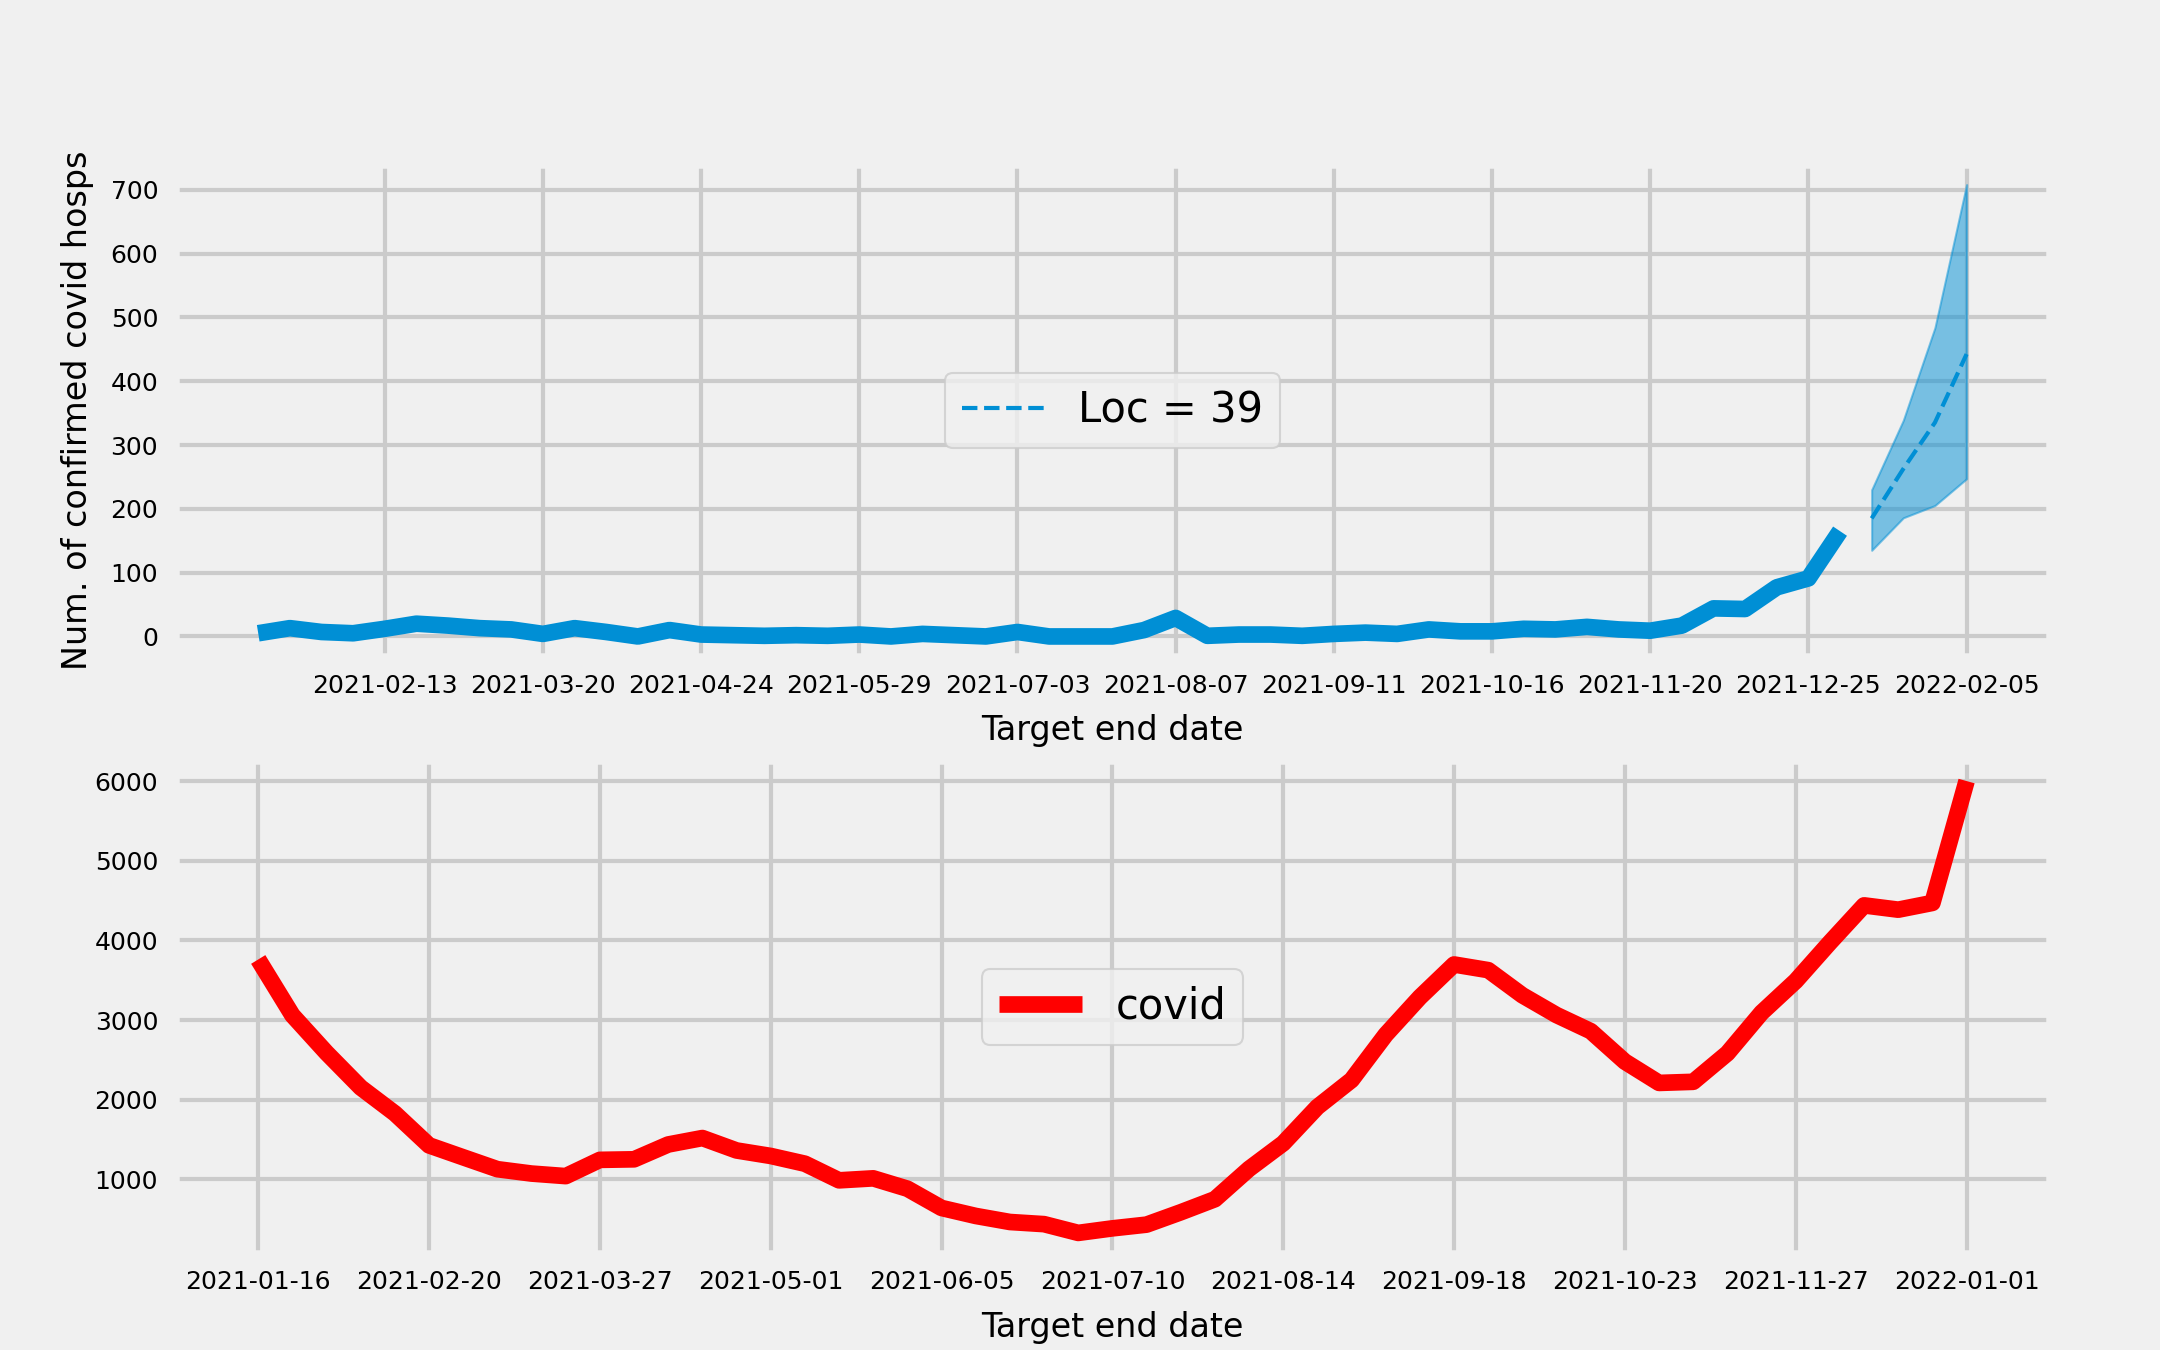 Num. of confirmed covid hosps
700
600
500
400
300
200
100
0
Loc = 39
2021-02-13 2021-03-20 2021-04-24 2021-05-29 2021-07-03 2021-08-07 2021-09-11 2021-10-16 2021-11-20 2021-12-25 2022-02-05
Target end date
6000
5000
4000
3000
2000
1000
covid
2021-01-16 2021-02-20 2021-03-27 2021-05-01 2021-06-05 2021-07-10 2021-08-14 2021-09-18 2021-10-23 2021-11-27 2022-01-01
Target end date